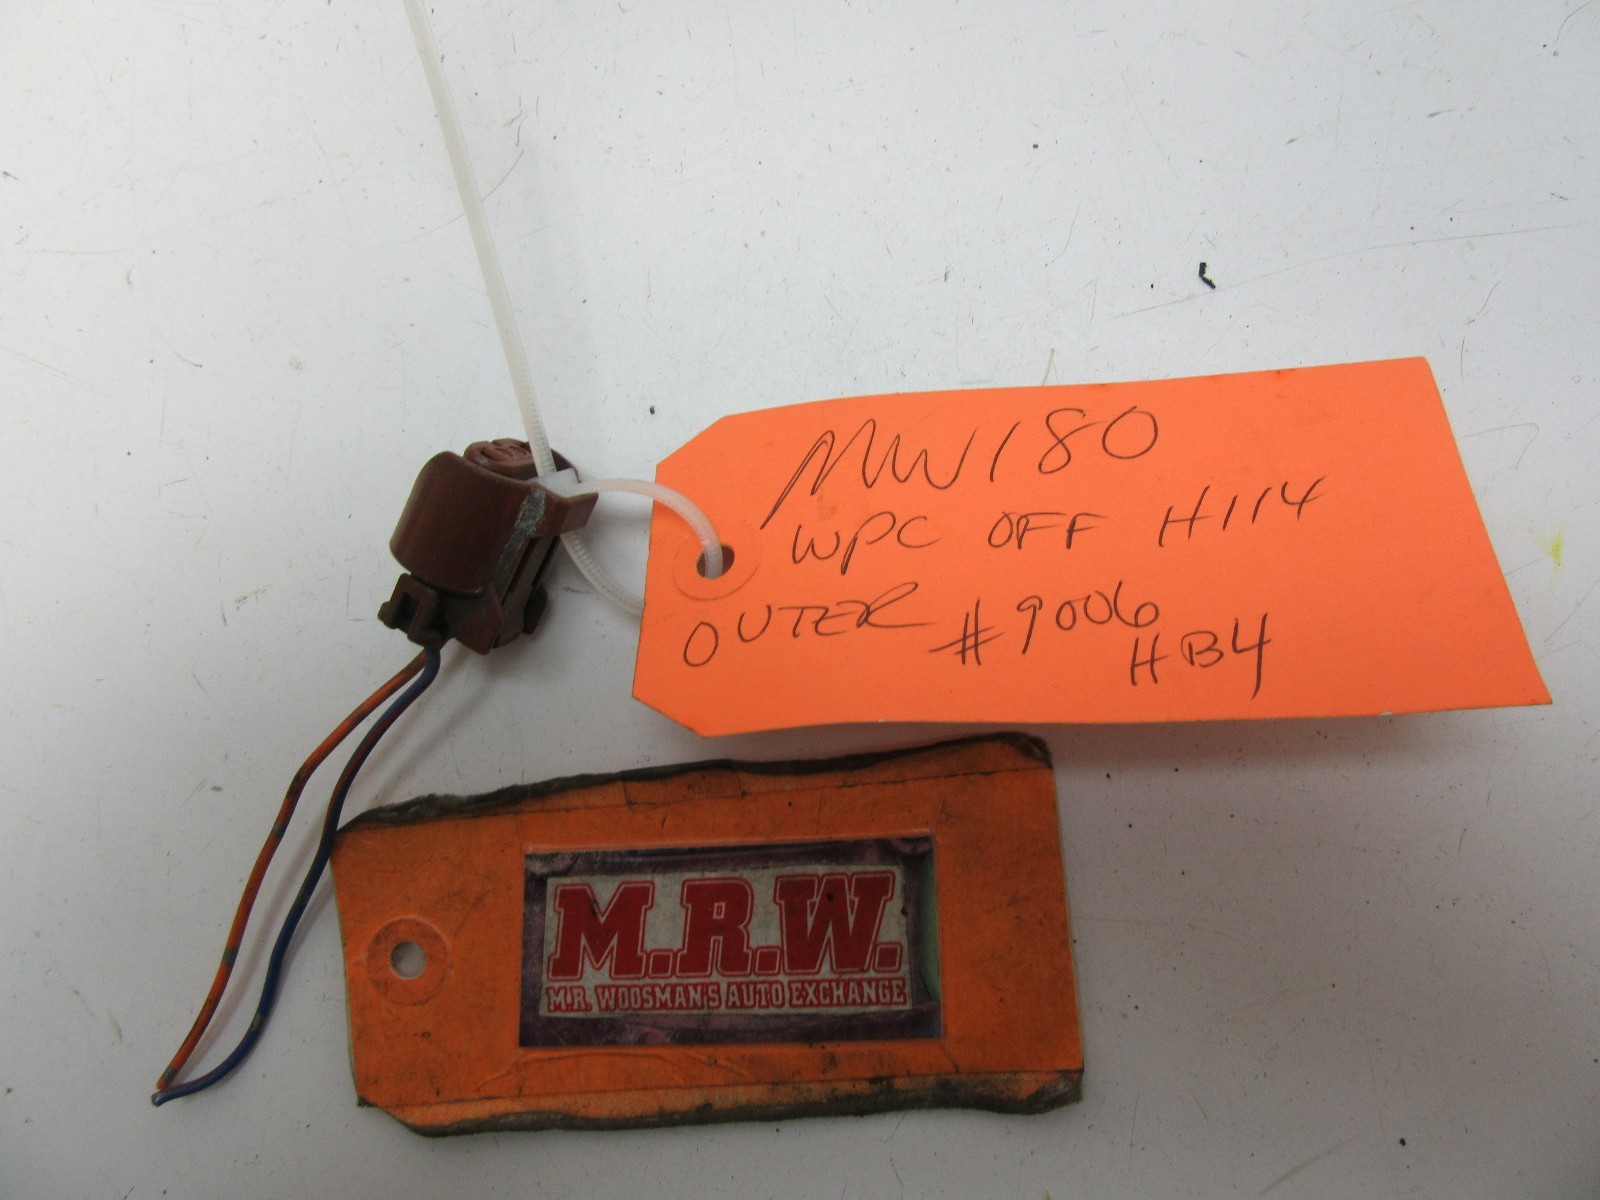 MW180
WPC OFF H114
OUTER #9006
HB4
M.R.W.
M.R. WOOSMAN'S AUTO EXCHANGE